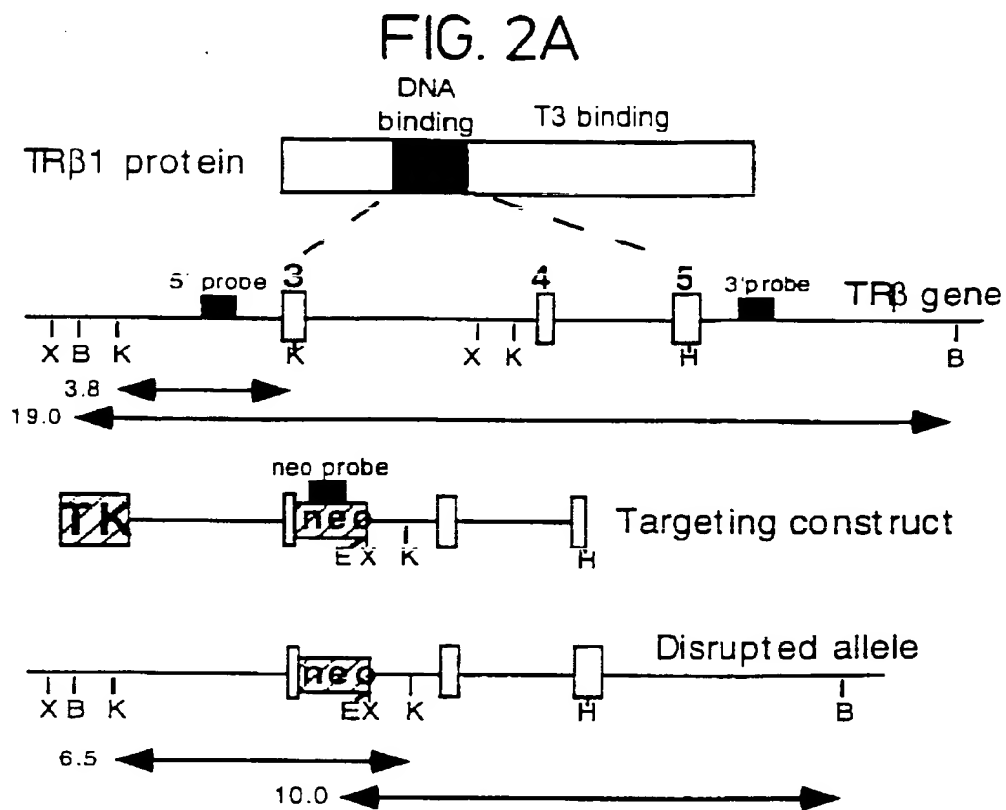 FIG. 2A
DNA
binding
T3 binding
TRβ1 protein
5' probe
3
4
5
3'probe
TRβ gene
X B K
K
X K
H
B
3.8
19.0
neo probe
TK
neo
Targeting construct
E X K
H
Disrupted allele
neo
X B K
EX K
H
B
6.5
10.0